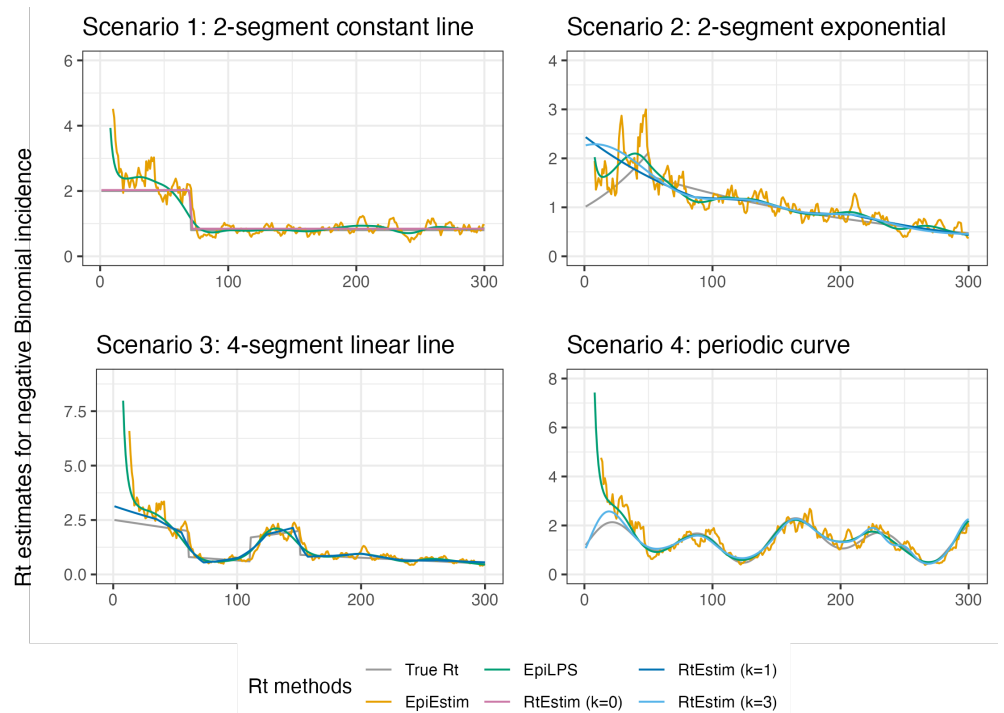 Scenario 1: 2-segment constant line
6
4
2
0
0 100 200 300
Scenario 2: 2-segment exponential
4
3
2
1
0
0 100 200 300
Rt estimates for negative Binomial incidence
Scenario 3: 4-segment linear line
7.5
5.0
2.5
0.0
0 100 200 300
Scenario 4: periodic curve
8
6
4
2
0
0 100 200 300
Rt methods
True Rt EpiLPS RtEstim (k=1)
EpiEstim RtEstim (k=0) RtEstim (k=3)